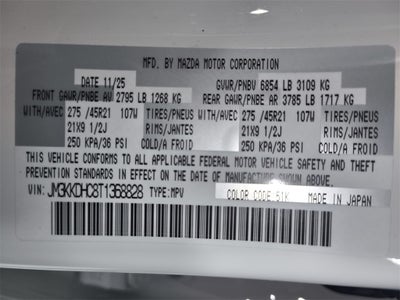 MFD. BY MAZDA MOTOR CORPORATION
DATE 11/25 GVWR/PNBV 6854 LB 3109 KG
FRONT GAWR/PNBE AV 2795 LB 1268 KG REAR GAWR/PNBE AR 3785 LB 1717 KG
WITH/AVEC 275 /45R21 107W TIRES/PNEUS WITH/AVEC 275 /45R21 107W TIRES/PNEUS
21X9 1/2J RIMS/JANTES 21X9 1/2J RIMS/JANTES
250 KPA/36 PSI COLD/A FROID 250 KPA/36 PSI COLD/A FROID
THIS VEHICLE CONFORMS TO ALL APPLICABLE FEDERAL MOTOR VEHICLE SAFETY AND THEFT
PREVENTION STANDARDS IN EFFECT ON THE DATE OF MANUFACTURE SHOWN ABOVE.
VIN: JM3KKDHC8T1368828 TYPE: MPV COLOR CODE 51K MADE IN JAPAN